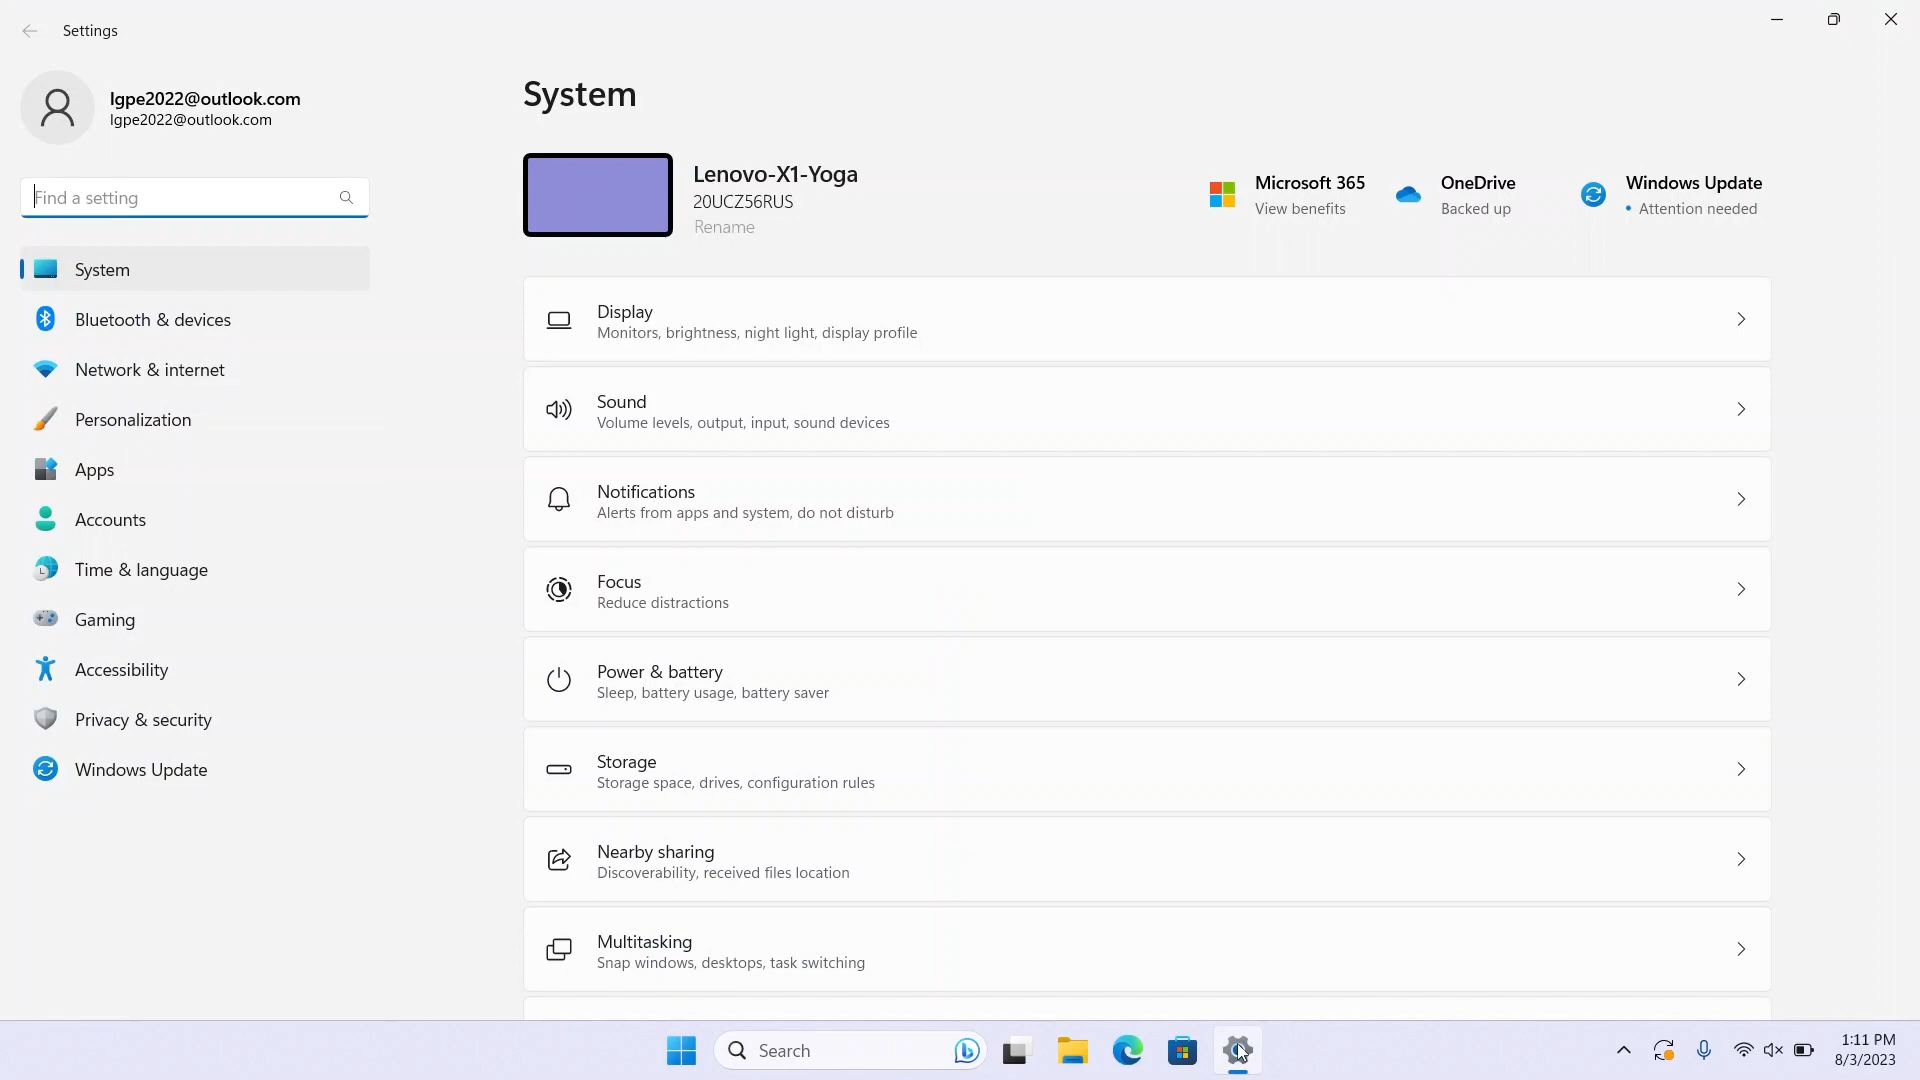 Settings
lgpe2022@outlook.com
lgpe2022@outlook.com
Find a setting
System
Bluetooth & devices
Network & internet
Personalization
Apps
Accounts
Time & language
Gaming
Accessibility
Privacy & security
Windows Update
System
Lenovo-X1-Yoga
20UCZ56RUS
Rename
Microsoft 365
View benefits
OneDrive
Backed up
Windows Update
• Attention needed
Display
Monitors, brightness, night light, display profile
Sound
Volume levels, output, input, sound devices
Notifications
Alerts from apps and system, do not disturb
Focus
Reduce distractions
Power & battery
Sleep, battery usage, battery saver
Storage
Storage space, drives, configuration rules
Nearby sharing
Discoverability, received files location
Multitasking
Snap windows, desktops, task switching
Search
1:11 PM
8/3/2023